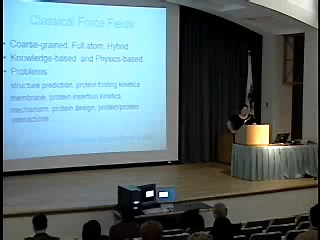 Classical Force Fields
• Coarse-grained, Full atom, Hybrid
• Knowledge-based and Physics-based
• Problems
structure prediction, protein folding kinetics
membrane, protein insertion kinetics
mechanism, protein design, protein/protein
interactions